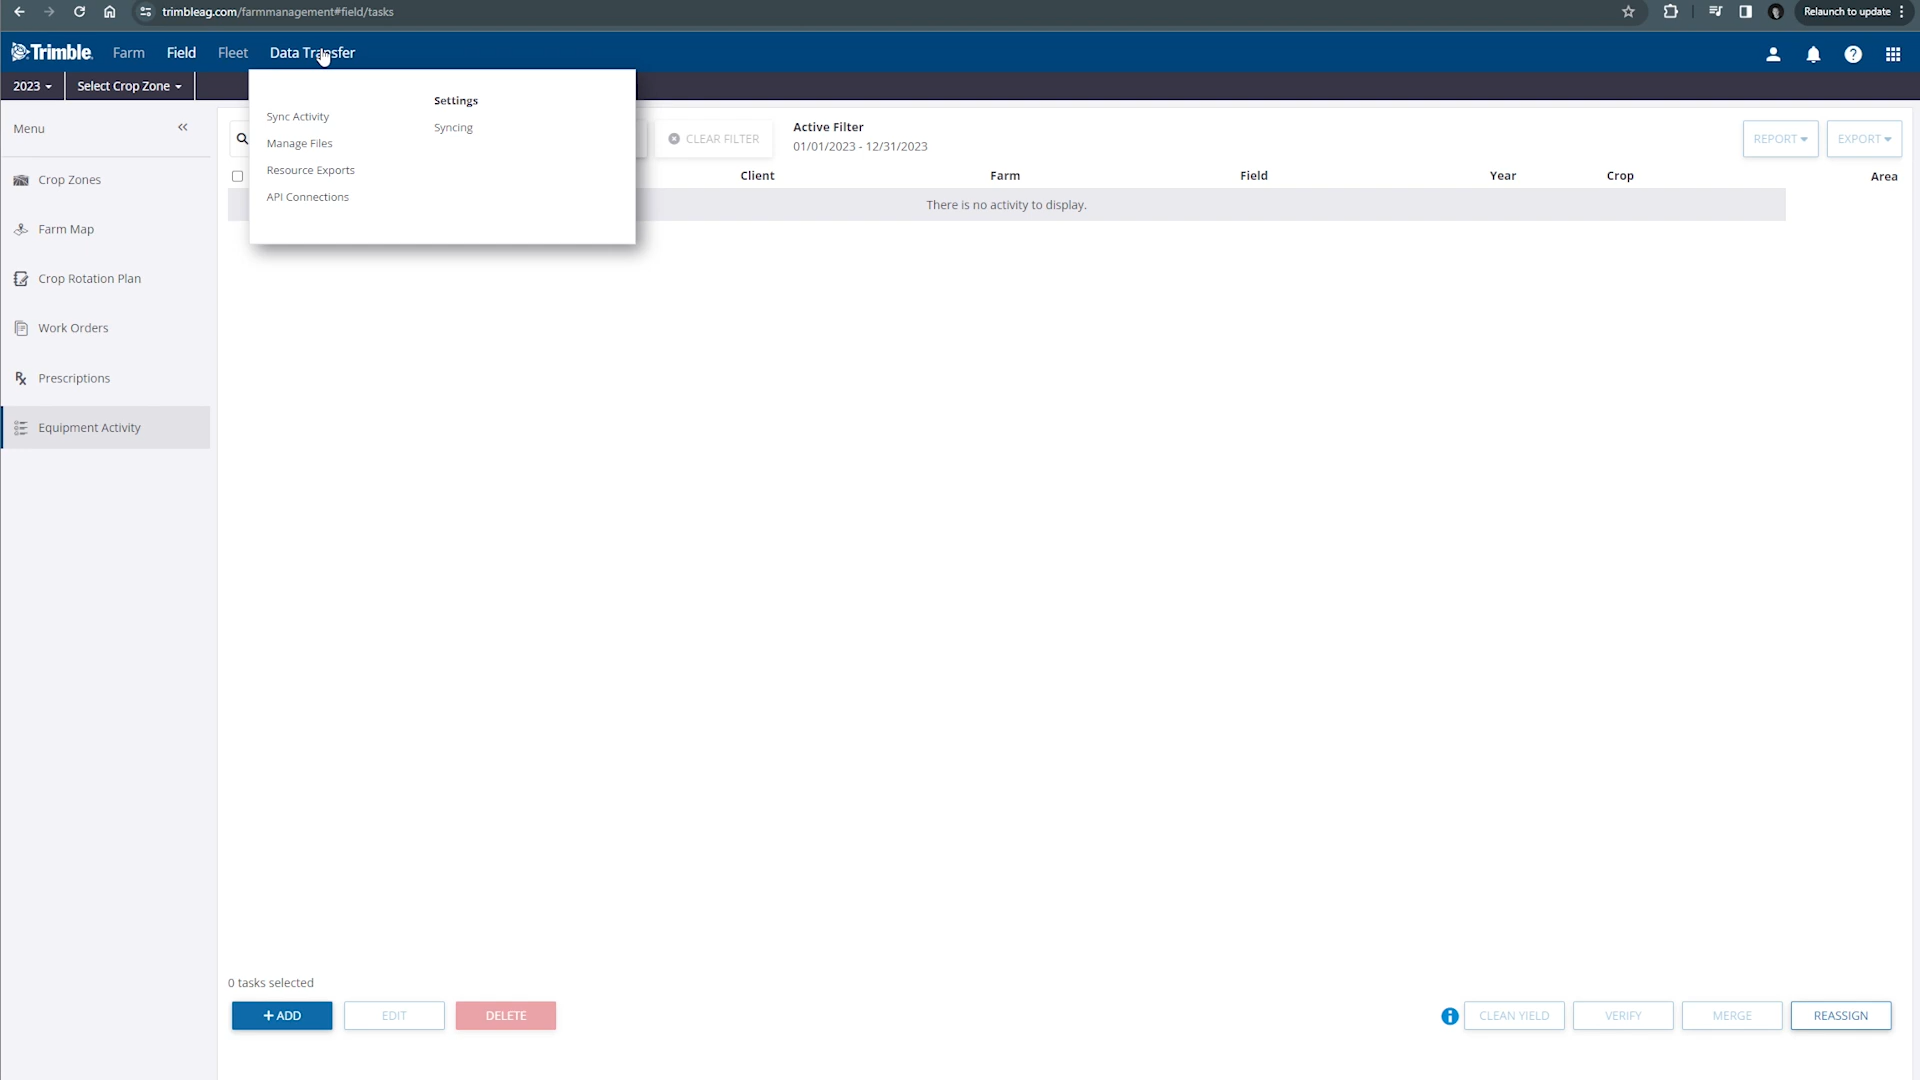 trimbleag.com/farmmanagement#field/tasks
Relaunch to update
Trimble.
Farm
Field
Fleet
Data Transfer
2023
Select Crop Zone
Menu
Crop Zones
Farm Map
Crop Rotation Plan
Work Orders
Rx Prescriptions
Equipment Activity
Sync Activity
Manage Files
Resource Exports
API Connections
Settings
Syncing
CLEAR FILTER
Active Filter
01/01/2023 - 12/31/2023
REPORT
EXPORT
Client
Farm
Field
Year
Crop
Area
There is no activity to display.
0 tasks selected
+ ADD
EDIT
DELETE
CLEAN YIELD
VERIFY
MERGE
REASSIGN